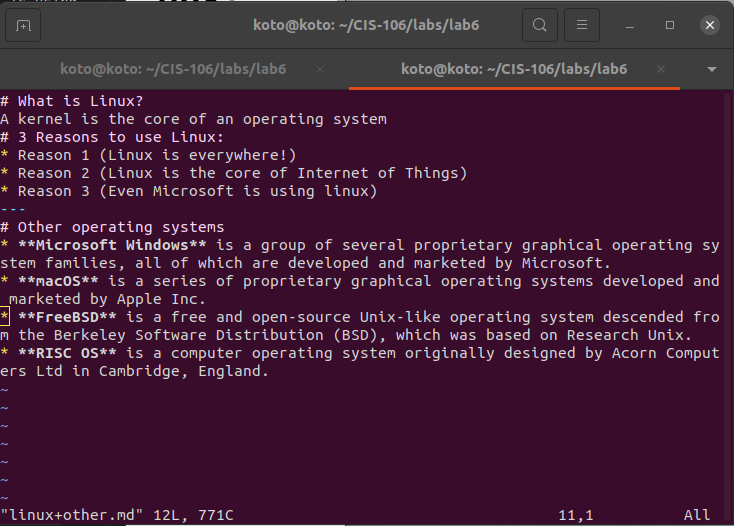 koto@koto: ~/CIS-106/labs/lab6
koto@koto: ~/CIS-106/labs/lab6 × koto@koto: ~/CIS-106/labs/lab6 ×
# What is Linux?
A kernel is the core of an operating system
# 3 Reasons to use Linux:
* Reason 1 (Linux is everywhere!)
* Reason 2 (Linux is the core of Internet of Things)
* Reason 3 (Even Microsoft is using linux)
---
# Other operating systems
* **Microsoft Windows** is a group of several proprietary graphical operating sy
stem families, all of which are developed and marketed by Microsoft.
* **macOS** is a series of proprietary graphical operating systems developed and
 marketed by Apple Inc.
* **FreeBSD** is a free and open-source Unix-like operating system descended fro
m the Berkeley Software Distribution (BSD), which was based on Research Unix.
* **RISC OS** is a computer operating system originally designed by Acorn Comput
ers Ltd in Cambridge, England.
~
~
~
~
~
~
~
"linux+other.md" 12L, 771C 11,1 All